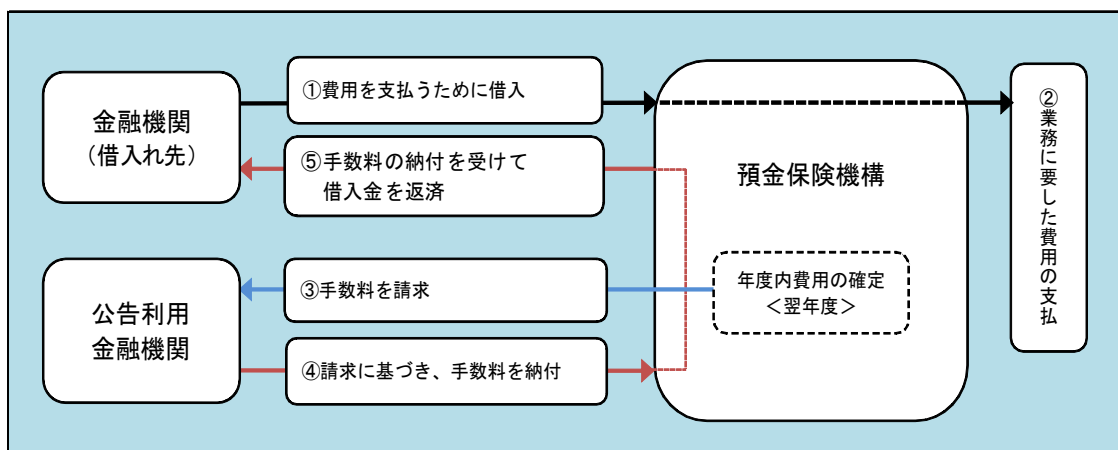 金融機関
（借入れ先）
①費用を支払うために借入
⑤手数料の納付を受けて
借入金を返済
公告利用
金融機関
③手数料を請求
④請求に基づき、手数料を納付
預金保険機構
年度内費用の確定
＜翌年度＞
②業務に要した費用の支払